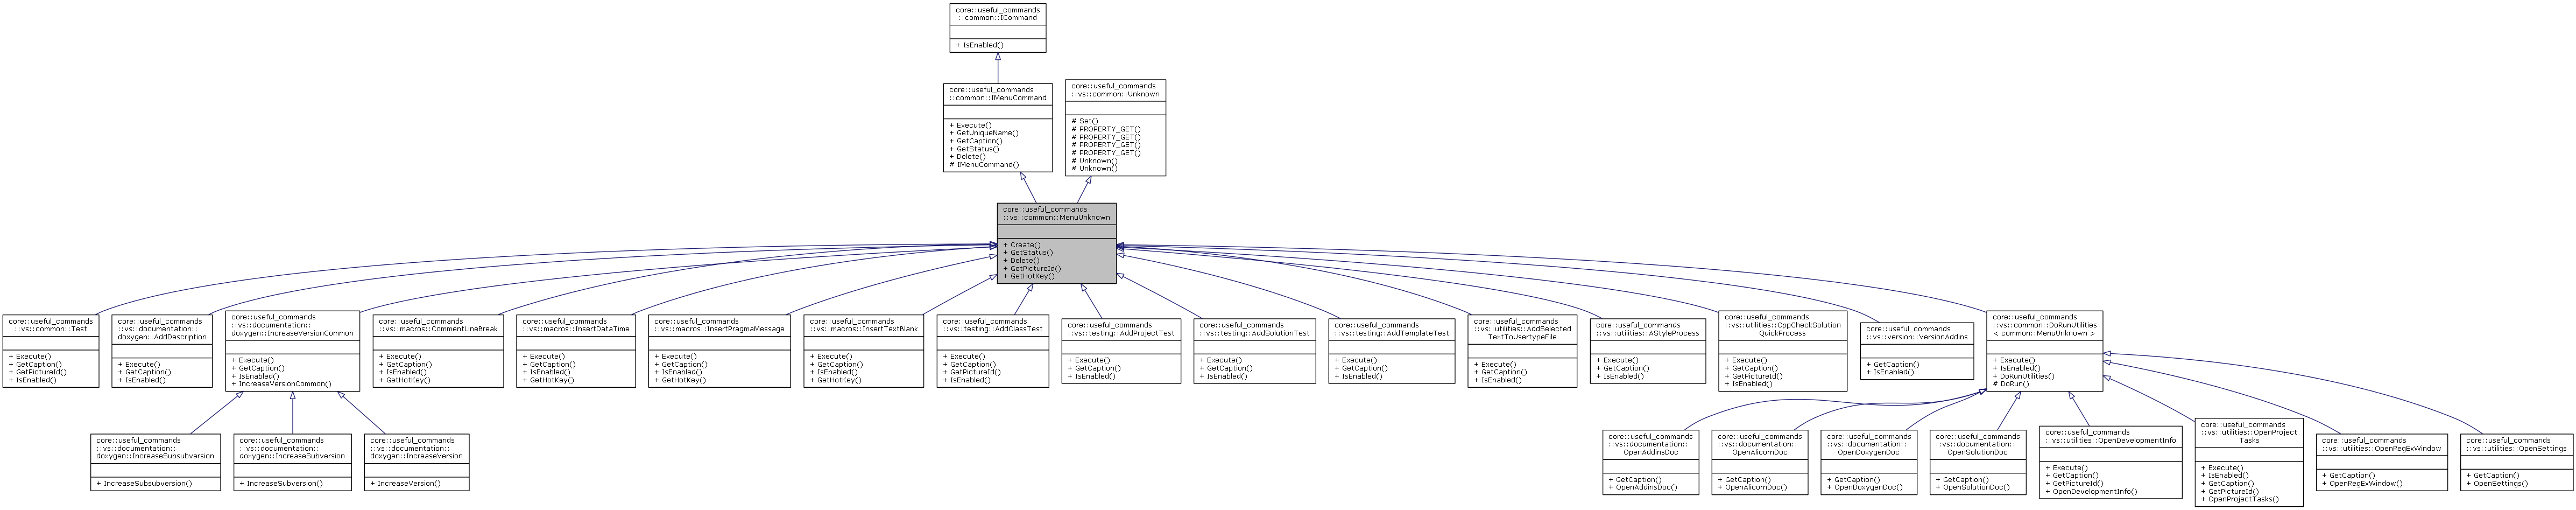 core::useful_commands
::common::ICommand
+ IsEnabled()
core::useful_commands
::common::IMenuCommand
+ Execute()
+ GetUniqueName()
+ GetCaption()
+ GetStatus()
+ Delete()
# IMenuCommand()
core::useful_commands
::vs::common::Unknown
# Set()
# PROPERTY_GET()
# PROPERTY_GET()
# PROPERTY_GET()
# PROPERTY_GET()
# Unknown()
# Unknown()
core::useful_commands
::vs::common::MenuUnknown
+ Create()
+ GetStatus()
+ Delete()
+ GetPictureId()
+ GetHotKey()
core::useful_commands
::vs::common::Test
+ Execute()
+ GetCaption()
+ GetPictureId()
+ IsEnabled()
core::useful_commands
::vs::documentation::
doxygen::AddDescription
+ Execute()
+ GetCaption()
+ IsEnabled()
core::useful_commands
::vs::documentation::
doxygen::IncreaseVersionCommon
+ Execute()
+ GetCaption()
+ IsEnabled()
+ IncreaseVersionCommon()
core::useful_commands
::vs::macros::CommentLineBreak
+ Execute()
+ GetCaption()
+ IsEnabled()
+ GetHotKey()
core::useful_commands
::vs::macros::InsertDataTime
+ Execute()
+ GetCaption()
+ IsEnabled()
+ GetHotKey()
core::useful_commands
::vs::macros::InsertPragmaMessage
+ Execute()
+ GetCaption()
+ IsEnabled()
+ GetHotKey()
core::useful_commands
::vs::macros::InsertTextBlank
+ Execute()
+ GetCaption()
+ IsEnabled()
+ GetHotKey()
core::useful_commands
::vs::testing::AddClassTest
+ Execute()
+ GetCaption()
+ GetPictureId()
+ IsEnabled()
core::useful_commands
::vs::testing::AddProjectTest
+ Execute()
+ GetCaption()
+ IsEnabled()
core::useful_commands
::vs::testing::AddSolutionTest
+ Execute()
+ GetCaption()
+ IsEnabled()
core::useful_commands
::vs::testing::AddTemplateTest
+ Execute()
+ GetCaption()
+ IsEnabled()
core::useful_commands
::vs::utilities::AddSelected
TextToUsertypeFile
+ Execute()
+ GetCaption()
+ IsEnabled()
core::useful_commands
::vs::utilities::AStyleProcess
+ Execute()
+ GetCaption()
+ IsEnabled()
core::useful_commands
::vs::utilities::CppCheckSolution
QuickProcess
+ Execute()
+ GetCaption()
+ GetPictureId()
+ IsEnabled()
core::useful_commands
::vs::version::VersionAddins
+ GetCaption()
+ IsEnabled()
core::useful_commands
::vs::common::DoRunUtilities
< common::MenuUnknown >
+ Execute()
+ IsEnabled()
+ DoRunUtilities()
# DoRun()
core::useful_commands
::vs::documentation::
doxygen::IncreaseSubsubversion
+ IncreaseSubsubversion()
core::useful_commands
::vs::documentation::
doxygen::IncreaseSubversion
+ IncreaseSubversion()
core::useful_commands
::vs::documentation::
doxygen::IncreaseVersion
+ IncreaseVersion()
core::useful_commands
::vs::documentation::
OpenAddinsDoc
+ GetCaption()
+ OpenAddinsDoc()
core::useful_commands
::vs::documentation::
OpenAlicornDoc
+ GetCaption()
+ OpenAlicornDoc()
core::useful_commands
::vs::documentation::
OpenDoxygenDoc
+ GetCaption()
+ OpenDoxygenDoc()
core::useful_commands
::vs::documentation::
OpenSolutionDoc
+ GetCaption()
+ OpenSolutionDoc()
core::useful_commands
::vs::utilities::OpenDevelopmentInfo
+ Execute()
+ GetCaption()
+ GetPictureId()
+ OpenDevelopmentInfo()
core::useful_commands
::vs::utilities::OpenProject
Tasks
+ Execute()
+ IsEnabled()
+ GetCaption()
+ GetPictureId()
+ OpenProjectTasks()
core::useful_commands
::vs::utilities::OpenRegExWindow
+ GetCaption()
+ OpenRegExWindow()
core::useful_commands
::vs::utilities::OpenSettings
+ GetCaption()
+ OpenSettings()